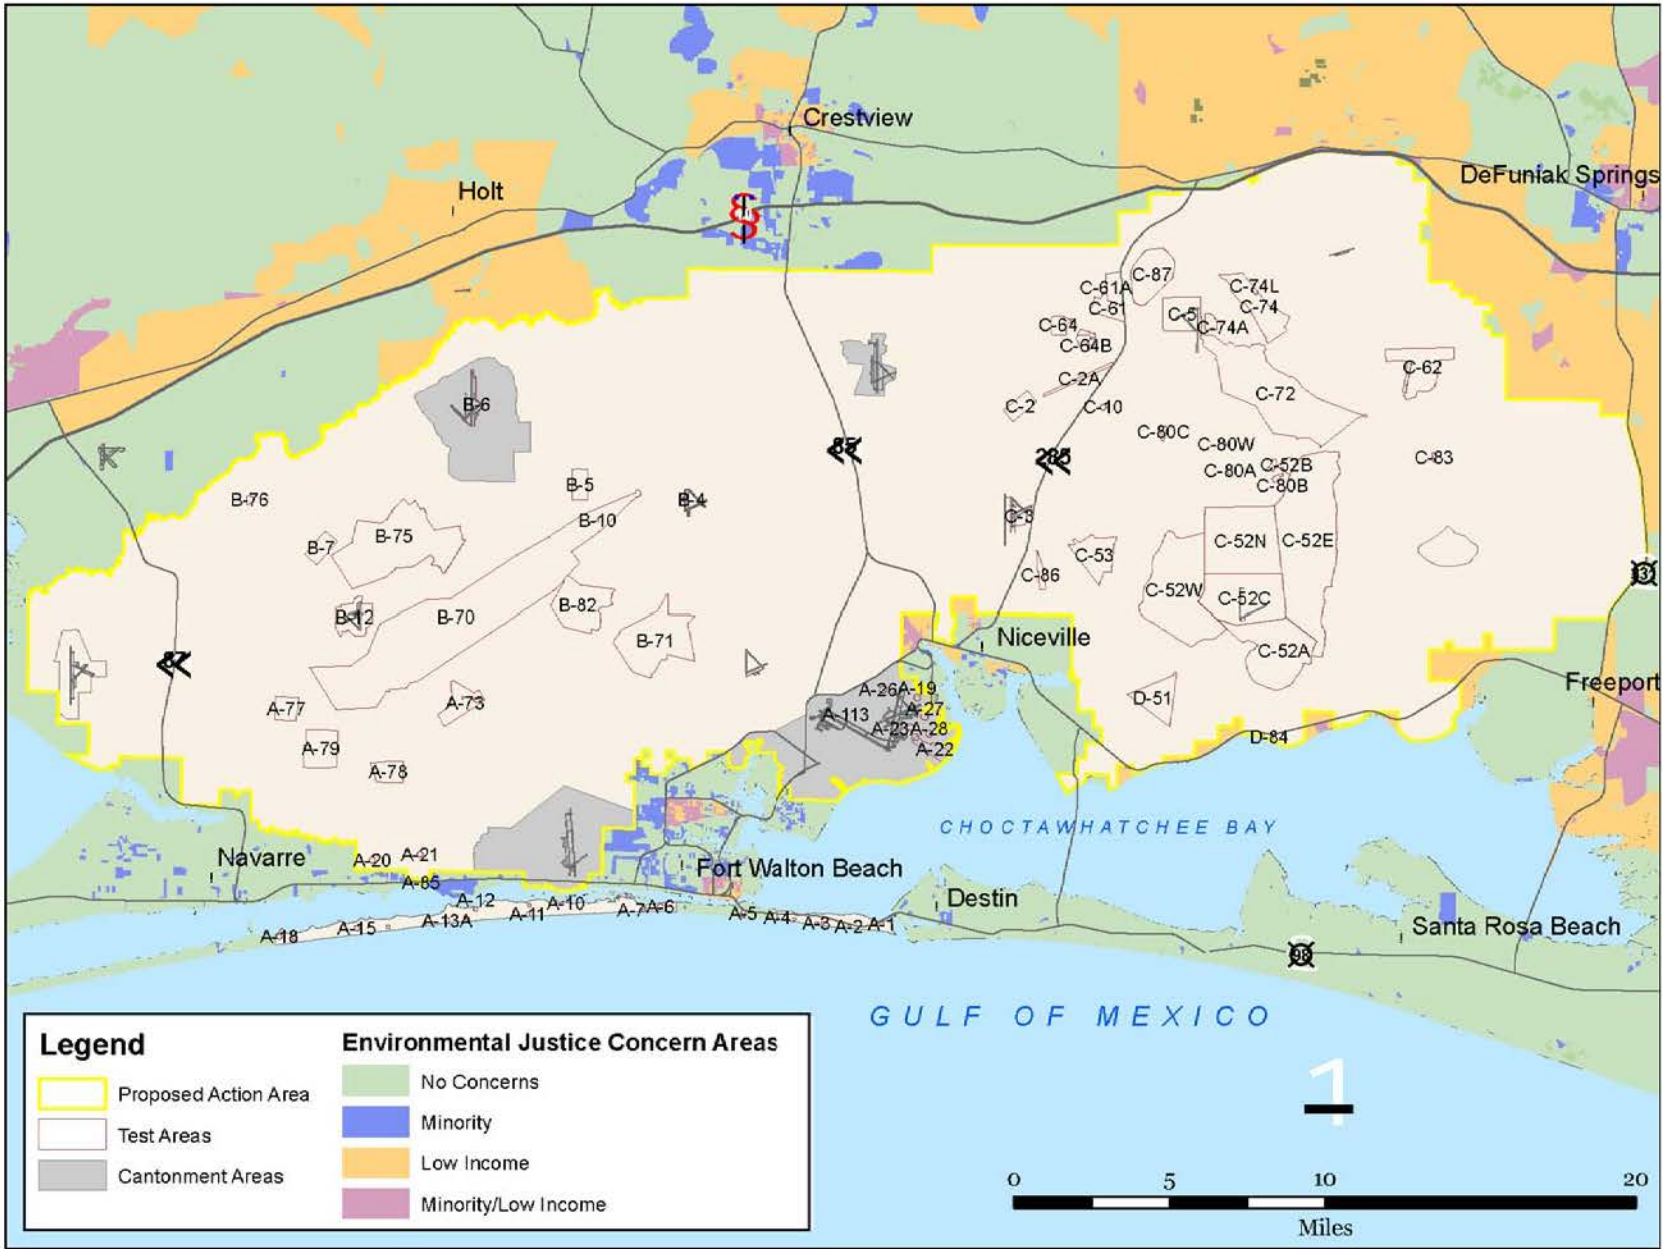 Crestview
DeFuniak Springs
Holt
C-87
C-61A
C-74L
C-61
C-74
C-5
C-64
C-74A
C-64B
C-62
C-2A
C-72
B-6
C-2
C-10
C-80C
C-80W
85
285
C-83
C-52B
C-80A
B-5
C-80B
B-76
B-4
B-10
C-3
B-75
C-52N
C-52E
B-7
C-53
C-86
C-52W
C-52C
B-82
B-12
B-70
Niceville
B-71
C-52A
87
Freeport
A-26
A-19
D-51
A-73
A-77
A-27
A-113
A-23
A-28
D-84
A-79
A-22
A-78
CHOCTAWHATCHEE BAY
Navarre
A-20
A-21
Fort Walton Beach
A-85
Destin
A-12
A-10
A-7
A-6
A-11
A-5
A-4
A-13A
A-3
A-2
A-1
A-15
A-18
Santa Rosa Beach
98
GULF OF MEXICO
Legend
Proposed Action Area
Test Areas
Cantonment Areas
Environmental Justice Concern Areas
No Concerns
Minority
Low Income
Minority/Low Income
1
0 5 10 20
Miles